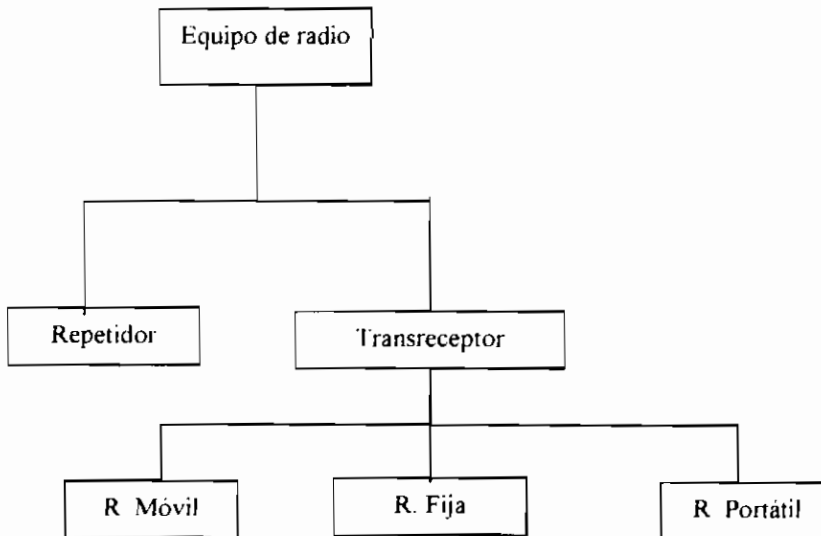 Equipo de radio
Repetidor
Transreceptor
R Móvil
R. Fija
R Portátil